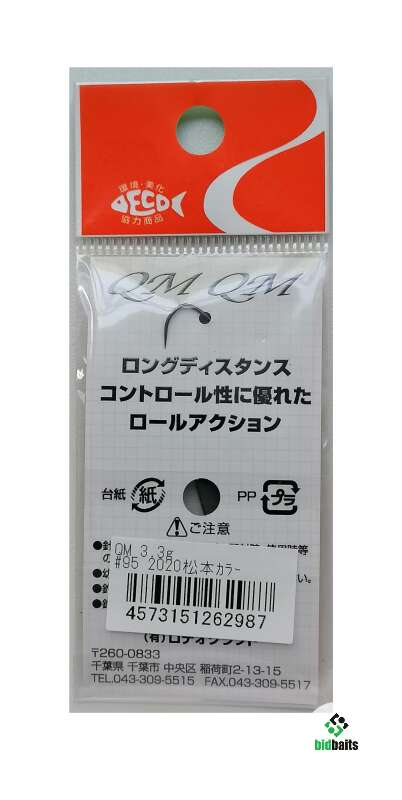 環境・美化
ECO
協力商品
QM QM
ロングディスタンス
コントロール性に優れた
ロールアクション
台紙 紙 PP プラ
ご注意
QM 3.3g
#95 2020松本カラー
4573151262987
(有)ロデオクラフト
〒260-0833
千葉県 千葉市 中央区 稲荷町2-13-15
TEL.043-309-5515 FAX.043-309-5517
bidbaits